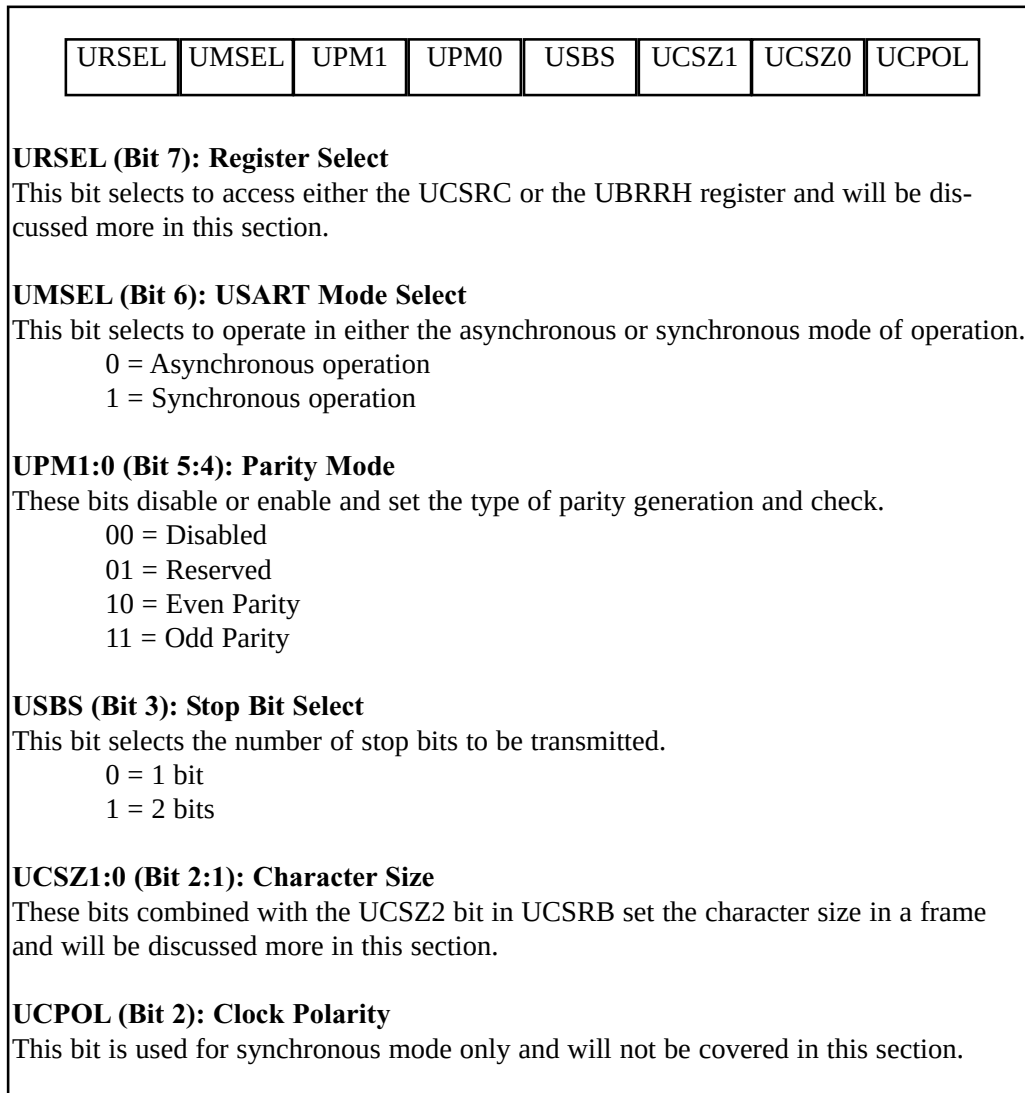 URSEL UMSEL UPM1 UPM0 USBS UCSZ1 UCSZ0 UCPOL
URSEL (Bit 7): Register Select
This bit selects to access either the UCSRC or the UBRRH register and will be dis-
cussed more in this section.
UMSEL (Bit 6): USART Mode Select
This bit selects to operate in either the asynchronous or synchronous mode of operation.
0 = Asynchronous operation
1 = Synchronous operation
UPM1:0 (Bit 5:4): Parity Mode
These bits disable or enable and set the type of parity generation and check.
00 = Disabled
01 = Reserved
10 = Even Parity
11 = Odd Parity
USBS (Bit 3): Stop Bit Select
This bit selects the number of stop bits to be transmitted.
0 = 1 bit
1 = 2 bits
UCSZ1:0 (Bit 2:1): Character Size
These bits combined with the UCSZ2 bit in UCSRB set the character size in a frame
and will be discussed more in this section.
UCPOL (Bit 2): Clock Polarity
This bit is used for synchronous mode only and will not be covered in this section.